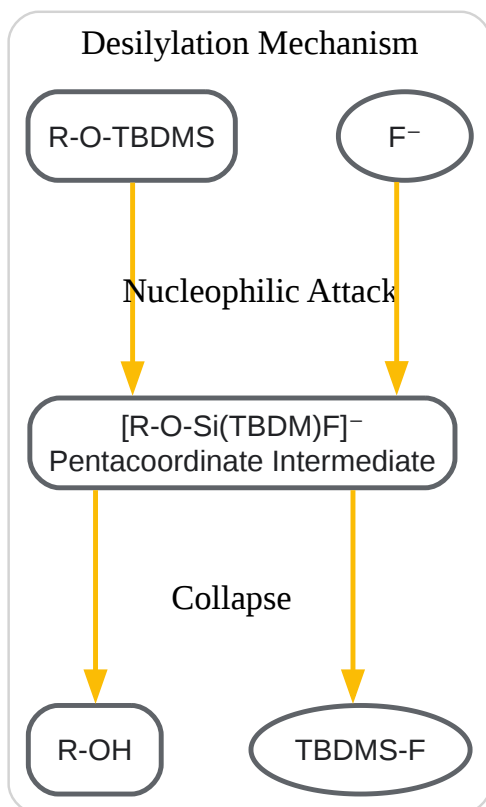 Desilylation Mechanism
R-O-TBDMS
F⁻
Nucleophilic Attack
[R-O-Si(TBDM)F]⁻
Pentacoordinate Intermediate
Collapse
R-OH
TBDMS-F